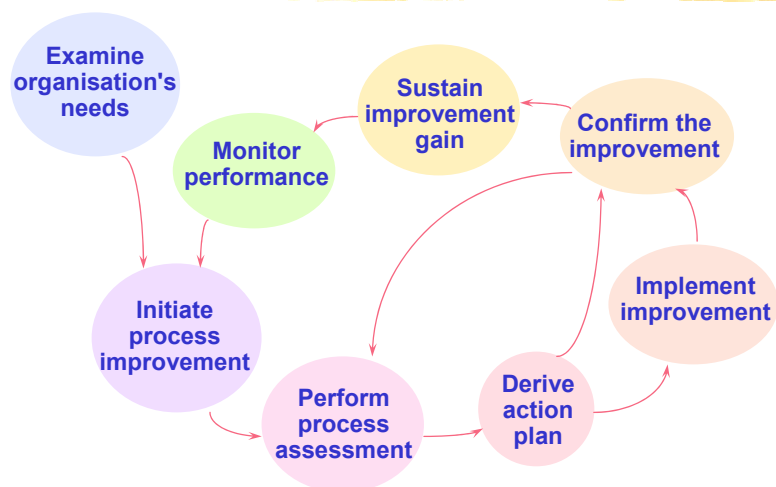 Examine
organisation's
needs
Sustain
improvement
gain
Confirm the
improvement
Monitor
performance
Implement
improvement
Initiate
process
improvement
Perform
process
assessment
Derive
action
plan